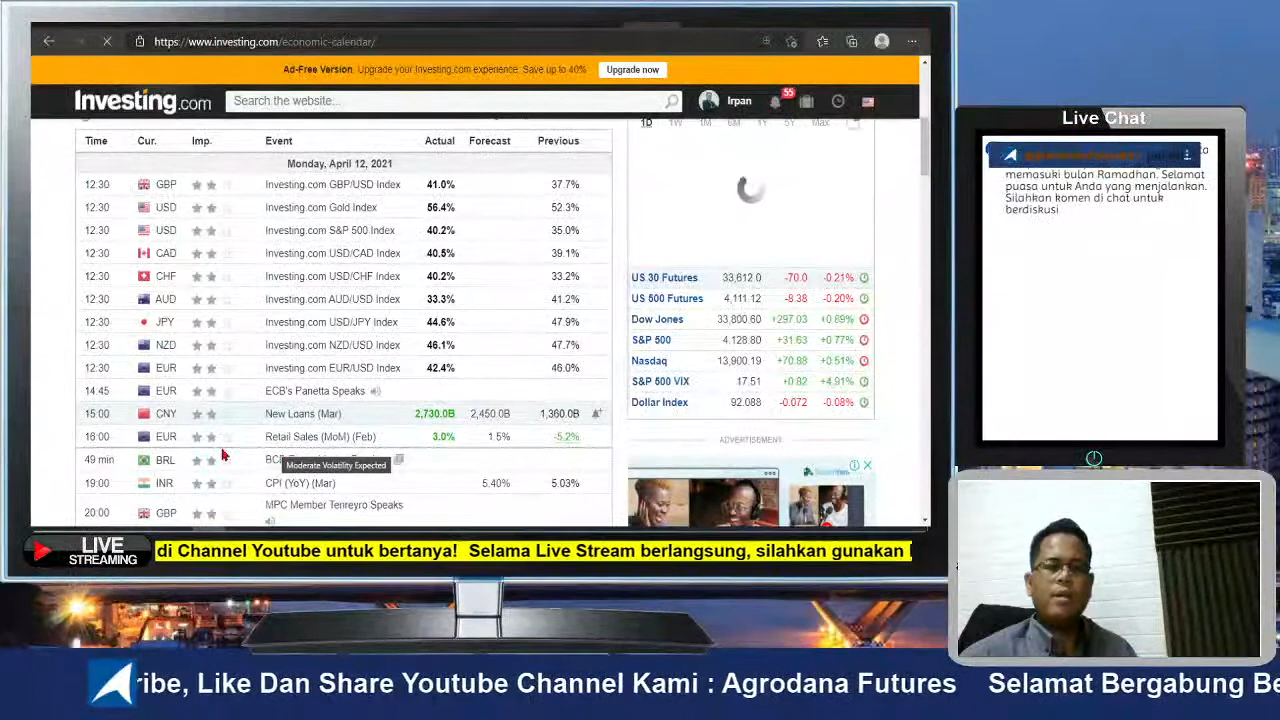 https://www.investing.com/economic-calendar/
Ad-Free Version. Upgrade your Investing.com experience. Save up to 40%
Upgrade now
Investing.com
Search the website...
Irpan
55
1D 1W 1M 6M 1Y 5Y Max
Time Cur. Imp. Event Actual Forecast Previous
Monday, April 12, 2021
12:30 GBP Investing.com GBP/USD Index 41.0% 37.7%
12:30 USD Investing.com Gold Index 56.4% 52.3%
12:30 USD Investing.com S&P 500 Index 40.2% 35.0%
12:30 CAD Investing.com USD/CAD Index 40.5% 39.1%
12:30 CHF Investing.com USD/CHF Index 40.2% 33.2%
12:30 AUD Investing.com AUD/USD Index 33.3% 41.2%
12:30 JPY Investing.com USD/JPY Index 44.6% 47.9%
12:30 NZD Investing.com NZD/USD Index 46.1% 47.7%
12:30 EUR Investing.com EUR/USD Index 42.4% 46.0%
14:45 EUR ECB's Panetta Speaks
15:00 CNY New Loans (Mar) 2,730.0B 2,450.0B 1,360.0B
16:00 EUR Retail Sales (MoM) (Feb) 3.0% 1.5% -5.2%
49 min BRL
Moderate Volatility Expected
19:00 INR CPI (YoY) (Mar) 5.40% 5.03%
20:00 GBP MPC Member Tenreyro Speaks
US 30 Futures 33,612.0 -70.0 -0.21%
US 500 Futures 4,111.12 -8.38 -0.20%
Dow Jones 33,800.60 +297.03 +0.89%
S&P 500 4,128.80 +31.63 +0.77%
Nasdaq 13,900.19 +70.88 +0.51%
S&P 500 VIX 17.51 +0.82 +4.91%
Dollar Index 92.088 -0.072 -0.08%
ADVERTISEMENT
Live Chat
memasuki bulan Ramadhan. Selamat
puasa untuk Anda yang menjalankan.
Silahkan komen di chat untuk
berdiskusi
LIVE
STREAMING
di Channel Youtube untuk bertanya! Selama Live Stream berlangsung, silahkan gunakan
ribe, Like Dan Share Youtube Channel Kami : Agrodana Futures Selamat Bergabung Be